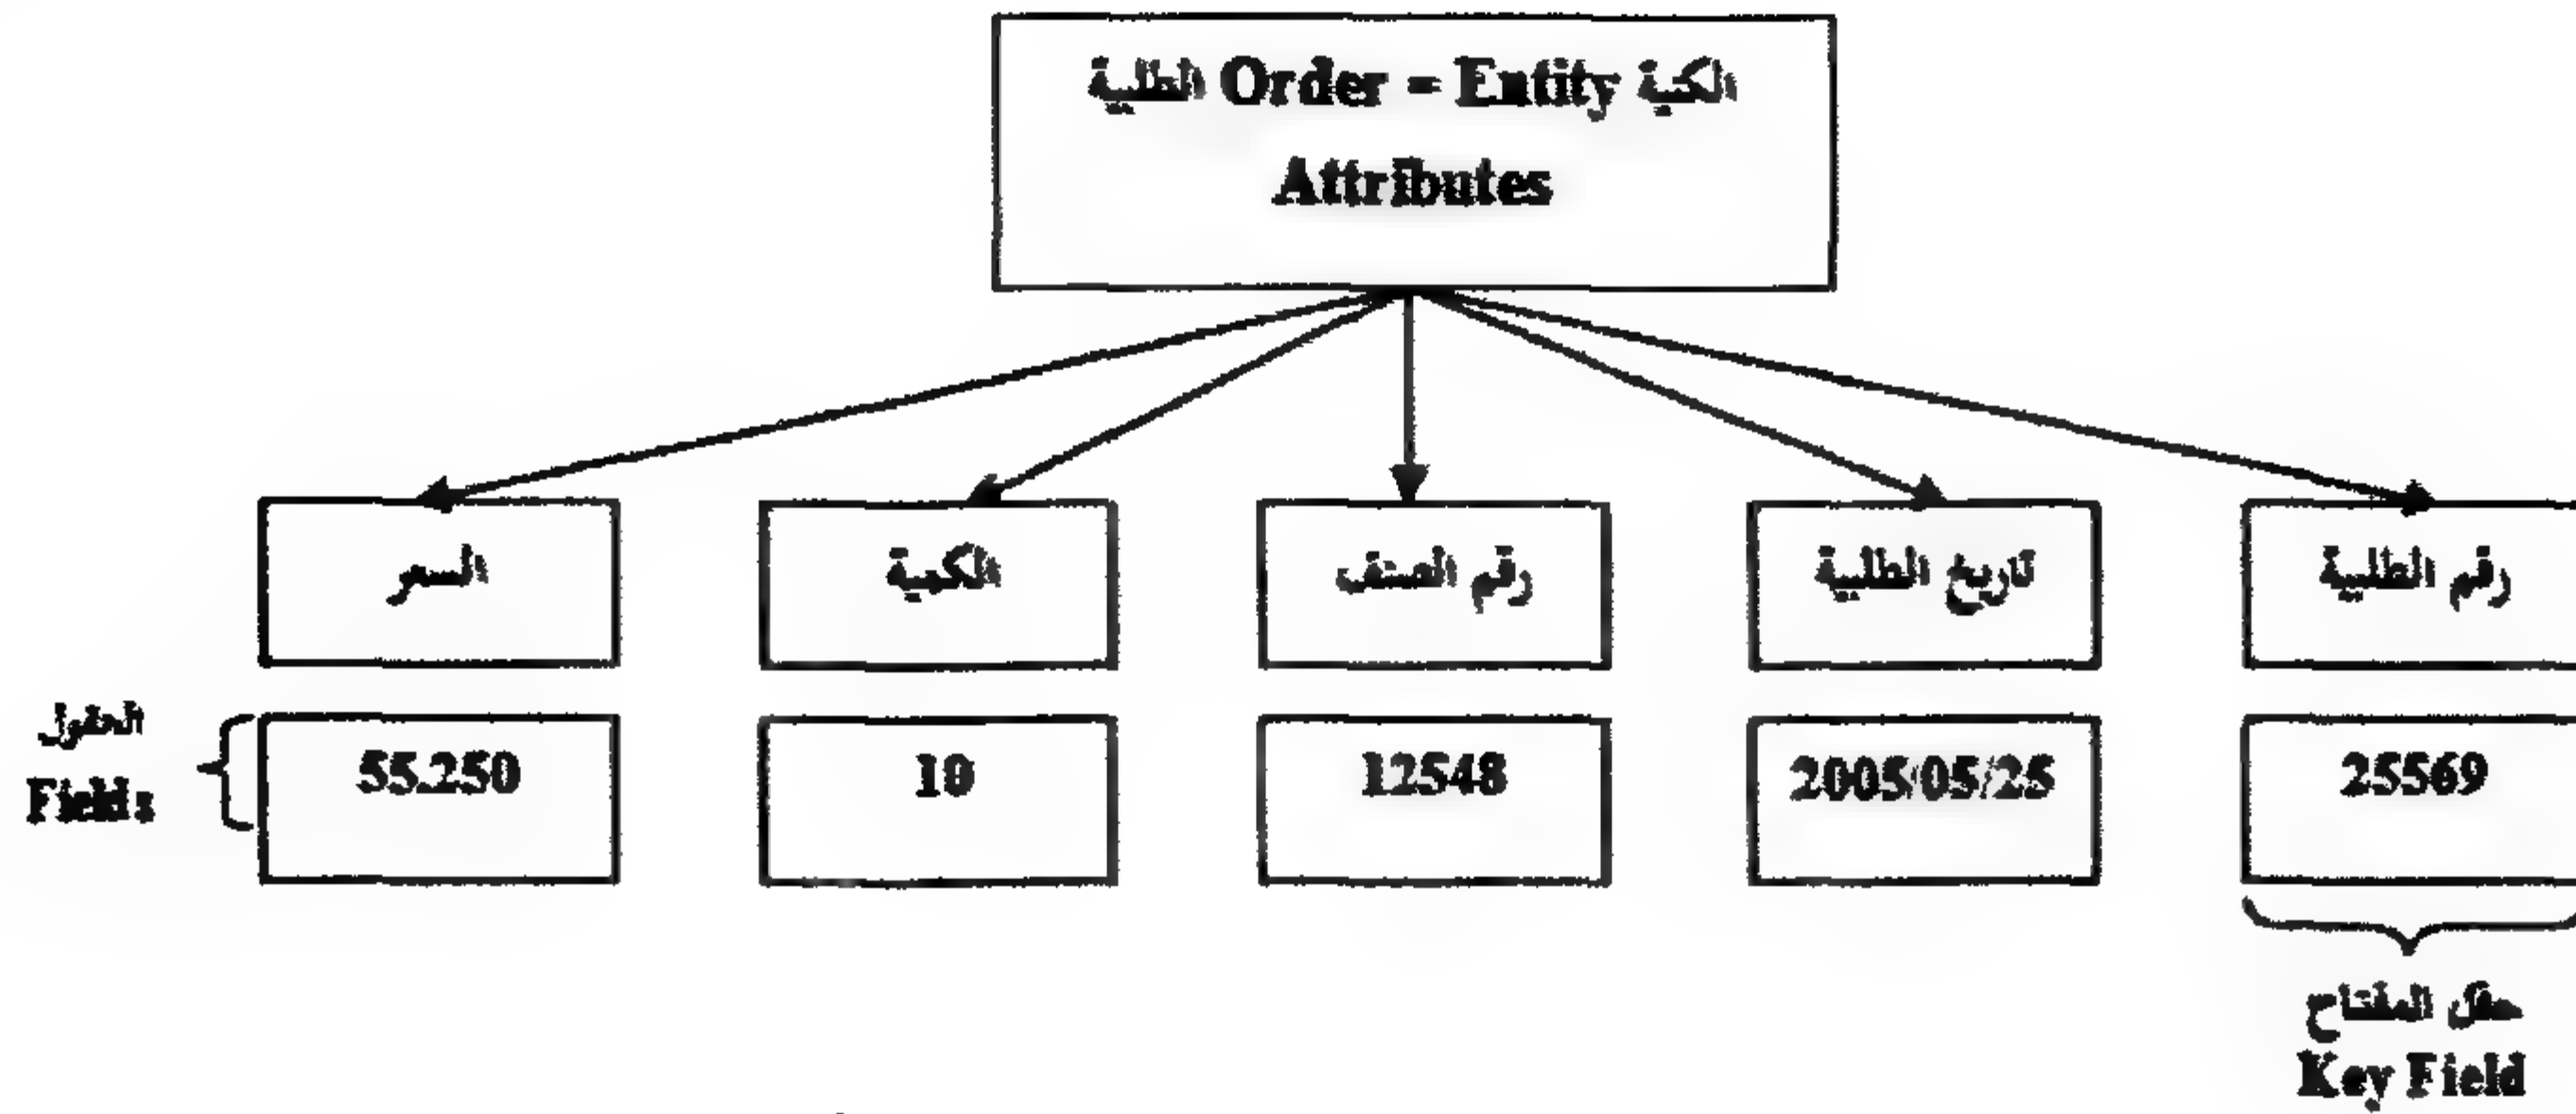 الطلبية Order = Entity الكية
Attributes
رقم الطلبية
تاريخ الطلبية
رقم الصنف
الكمية
السعر
25569
2005/05/25
12548
10
55.250
الحقول
Fields
حقل المفتاح
Key Field